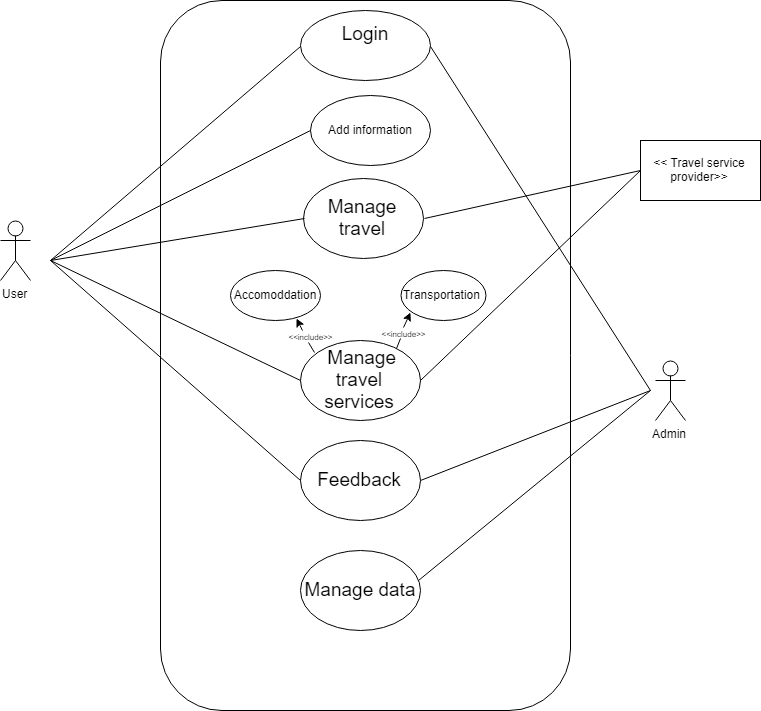 Login
Add information
<< Travel service
provider>>
Manage
travel
User
Accomoddation
Transportation
<<include>>
<<include>>
Manage
travel
services
Admin
Feedback
Manage data